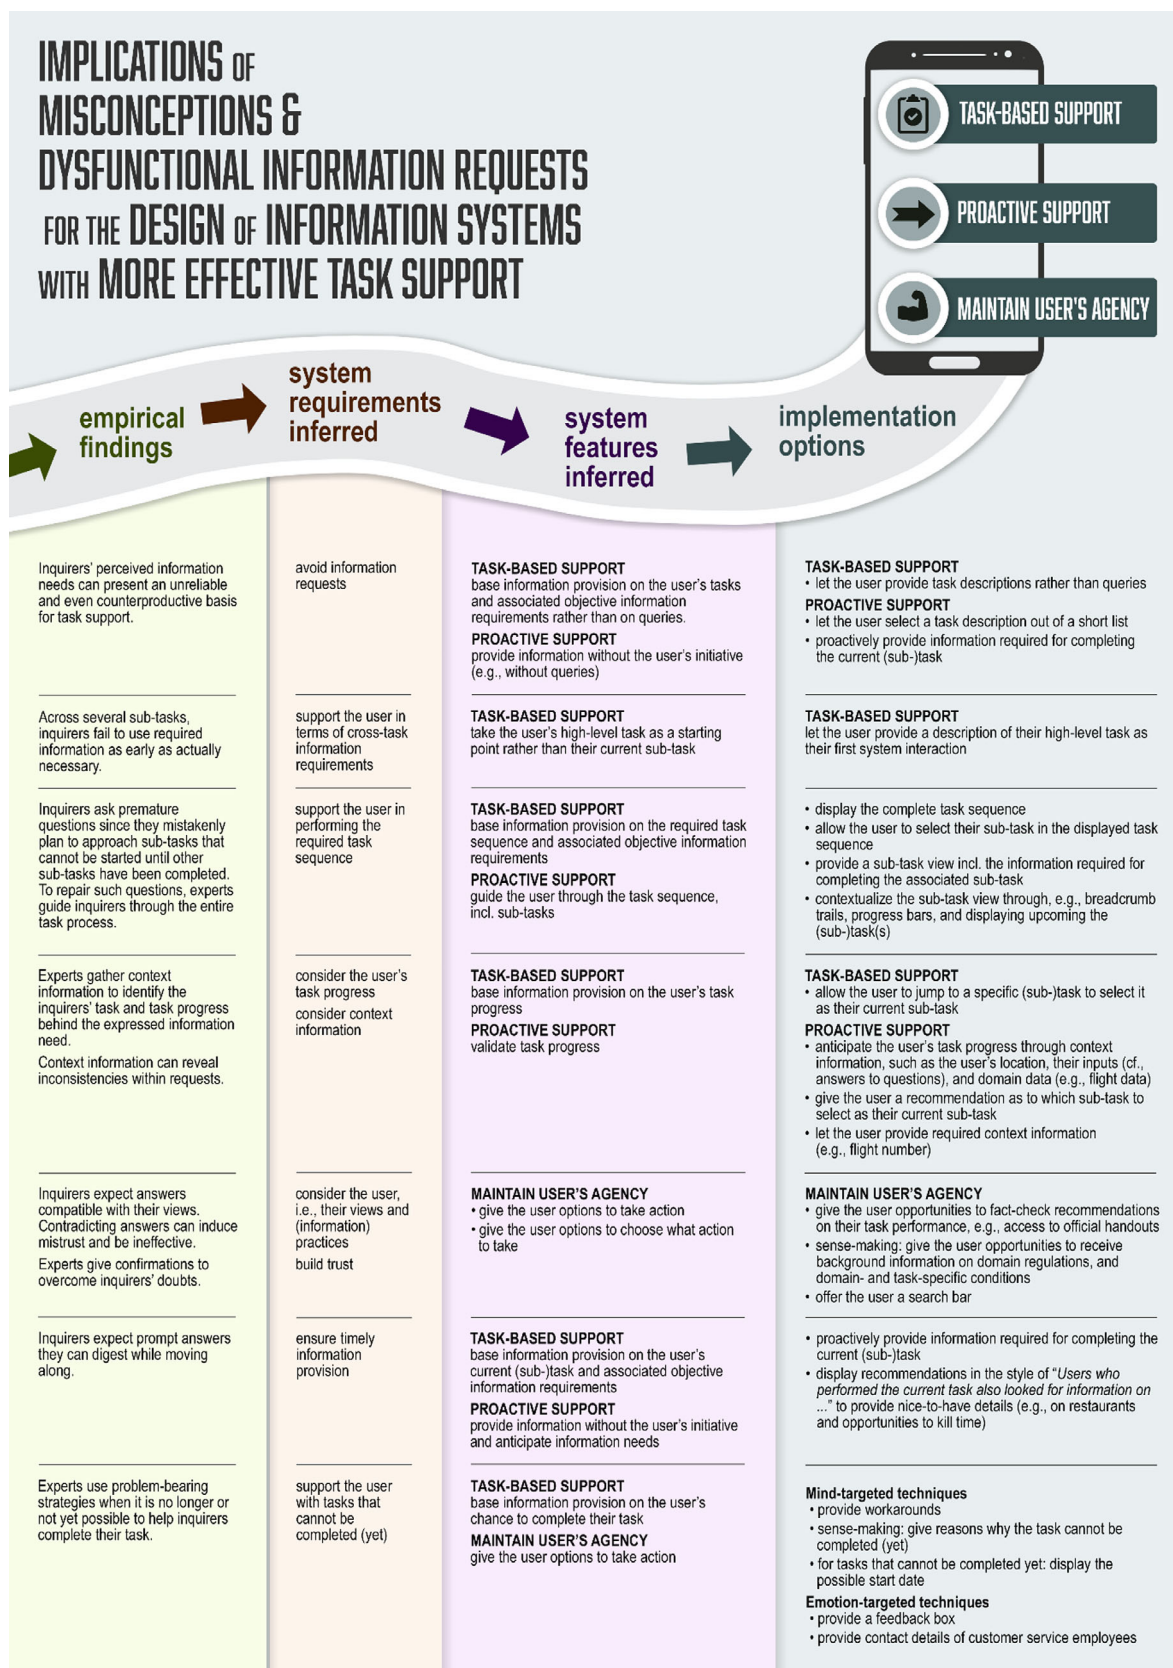 IMPLICATIONS OF
MISCONCEPTIONS &
DYSFUNCTIONAL INFORMATION REQUESTS
FOR THE DESIGN OF INFORMATION SYSTEMS
WITH MORE EFFECTIVE TASK SUPPORT
TASK-BASED SUPPORT
PROACTIVE SUPPORT
MAINTAIN USER'S AGENCY
empirical
findings
system
requirements
inferred
system
features
inferred
implementation
options
Inquirers' perceived information
needs can present an unreliable
and even counterproductive basis
for task support.
avoid information
requests
TASK-BASED SUPPORT
base information provision on the user's tasks
and associated objective information
requirements rather than on queries.
PROACTIVE SUPPORT
provide information without the user's initiative
(e.g., without queries)
TASK-BASED SUPPORT
• let the user provide task descriptions rather than queries
PROACTIVE SUPPORT
• let the user select a task description out of a short list
• proactively provide information required for completing
the current (sub-)task
Across several sub-tasks,
inquirers fail to use required
information as early as actually
necessary.
support the user in
terms of cross-task
information
requirements
TASK-BASED SUPPORT
take the user's high-level task as a starting
point rather than their current sub-task
TASK-BASED SUPPORT
let the user provide a description of their high-level task as
their first system interaction
Inquirers ask premature
questions since they mistakenly
plan to approach sub-tasks that
cannot be started until other
sub-tasks have been completed.
To repair such questions, experts
guide inquirers through the entire
task process.
support the user in
performing the
required task
sequence
TASK-BASED SUPPORT
base information provision on the required task
sequence and associated objective information
requirements
PROACTIVE SUPPORT
guide the user through the task sequence,
incl. sub-tasks
• display the complete task sequence
• allow the user to select their sub-task in the displayed task
sequence
• provide a sub-task view incl. the information required for
completing the associated sub-task
• contextualize the sub-task view through, e.g., breadcrumb
trails, progress bars, and displaying upcoming the
(sub-)task(s)
Experts gather context
information to identify the
inquirers' task and task progress
behind the expressed information
need.
Context information can reveal
inconsistencies within requests.
consider the user's
task progress
consider context
information
TASK-BASED SUPPORT
base information provision on the user's task
progress
PROACTIVE SUPPORT
validate task progress
TASK-BASED SUPPORT
• allow the user to jump to a specific (sub-)task to select it
as their current sub-task
PROACTIVE SUPPORT
• anticipate the user's task progress through context
information, such as the user's location, their inputs (cf.,
answers to questions), and domain data (e.g., flight data)
• give the user a recommendation as to which sub-task to
select as their current sub-task
• let the user provide required context information
(e.g., flight number)
Inquirers expect answers
compatible with their views.
Contradicting answers can induce
mistrust and be ineffective.
Experts give confirmations to
overcome inquirers' doubts.
consider the user,
i.e., their views and
(information)
practices
build trust
MAINTAIN USER'S AGENCY
• give the user options to take action
• give the user options to choose what action
to take
MAINTAIN USER'S AGENCY
• give the user opportunities to fact-check recommendations
on their task performance, e.g., access to official handouts
• sense-making: give the user opportunities to receive
background information on domain regulations, and
domain- and task-specific conditions
• offer the user a search bar
Inquirers expect prompt answers
they can digest while moving
along.
ensure timely
information
provision
TASK-BASED SUPPORT
base information provision on the user's
current (sub-)task and associated objective
information requirements
PROACTIVE SUPPORT
provide information without the user's initiative
and anticipate information needs
• proactively provide information required for completing the
current (sub-)task
• display recommendations in the style of "Users who
performed the current task also looked for information on
..." to provide nice-to-have details (e.g., on restaurants
and opportunities to kill time)
Experts use problem-bearing
strategies when it is no longer or
not yet possible to help inquirers
complete their task.
support the user
with tasks that
cannot be
completed (yet)
TASK-BASED SUPPORT
base information provision on the user's
chance to complete their task
MAINTAIN USER'S AGENCY
give the user options to take action
Mind-targeted techniques
• provide workarounds
• sense-making: give reasons why the task cannot be
completed (yet)
• for tasks that cannot be completed yet: display the
possible start date
Emotion-targeted techniques
• provide a feedback box
• provide contact details of customer service employees